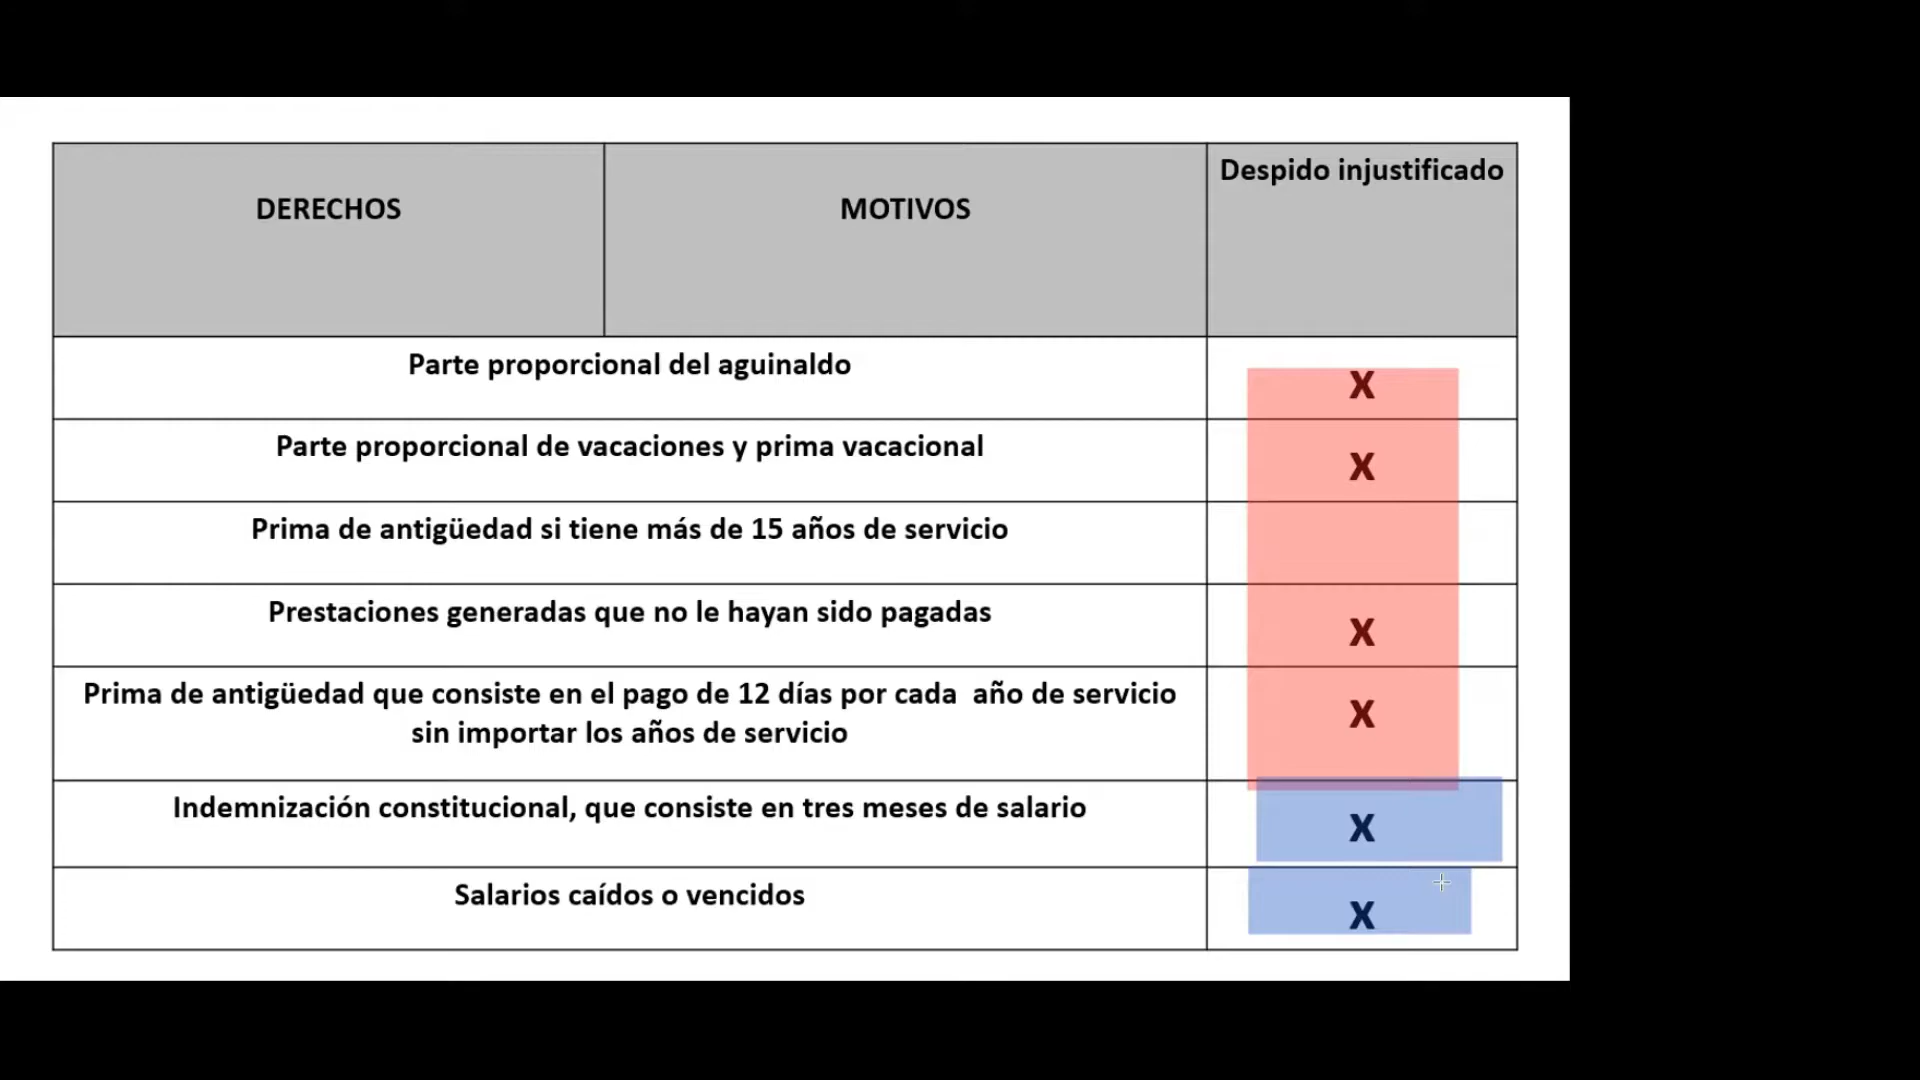 DERECHOS
MOTIVOS
Despido injustificado
Parte proporcional del aguinaldo
X
Parte proporcional de vacaciones y prima vacacional
X
Prima de antigüedad si tiene más de 15 años de servicio
Prestaciones generadas que no le hayan sido pagadas
X
Prima de antigüedad que consiste en el pago de 12 días por cada  año de servicio
sin importar los años de servicio
X
Indemnización constitucional, que consiste en tres meses de salario
X
Salarios caídos o vencidos
X